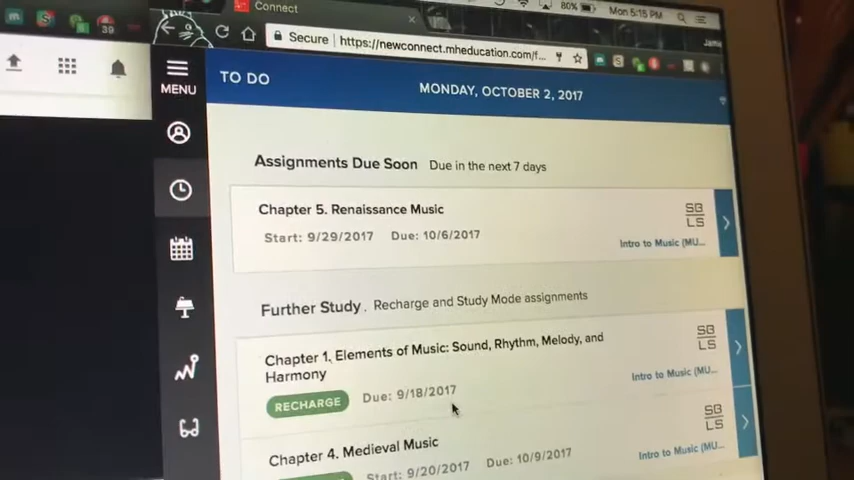 Connect
80%
Mon 5:15 PM
Secure
https://newconnect.mheducation.com/f...
39
MENU
TO DO
MONDAY, OCTOBER 2, 2017
Assignments Due Soon Due in the next 7 days
Chapter 5. Renaissance Music
Start: 9/29/2017 Due: 10/6/2017
SB
LS
Intro to Music (MU...
Further Study. Recharge and Study Mode assignments
Chapter 1. Elements of Music: Sound, Rhythm, Melody, and
Harmony
RECHARGE
Due: 9/18/2017
SB
LS
Intro to Music (MU...
Chapter 4. Medieval Music
Start: 9/20/2017 Due: 10/9/2017
SB
LS
Intro to Music (MU...